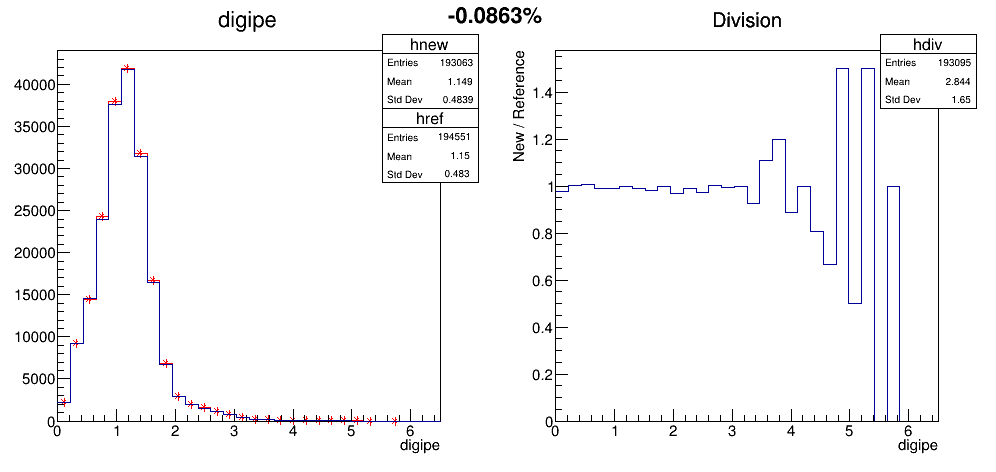 -0.0863%
digipe
hnew
Entries 193063
Mean 1.149
Std Dev 0.4839
href
Entries 194551
Mean 1.15
Std Dev 0.483
40000
35000
30000
25000
20000
15000
10000
5000
0
0 1 2 3 4 5 6
digipe
Division
hdiv
Entries 193095
Mean 2.844
Std Dev 1.65
New / Reference
1.4
1.2
1
0.8
0.6
0.4
0.2
0
0 1 2 3 4 5 6
digipe